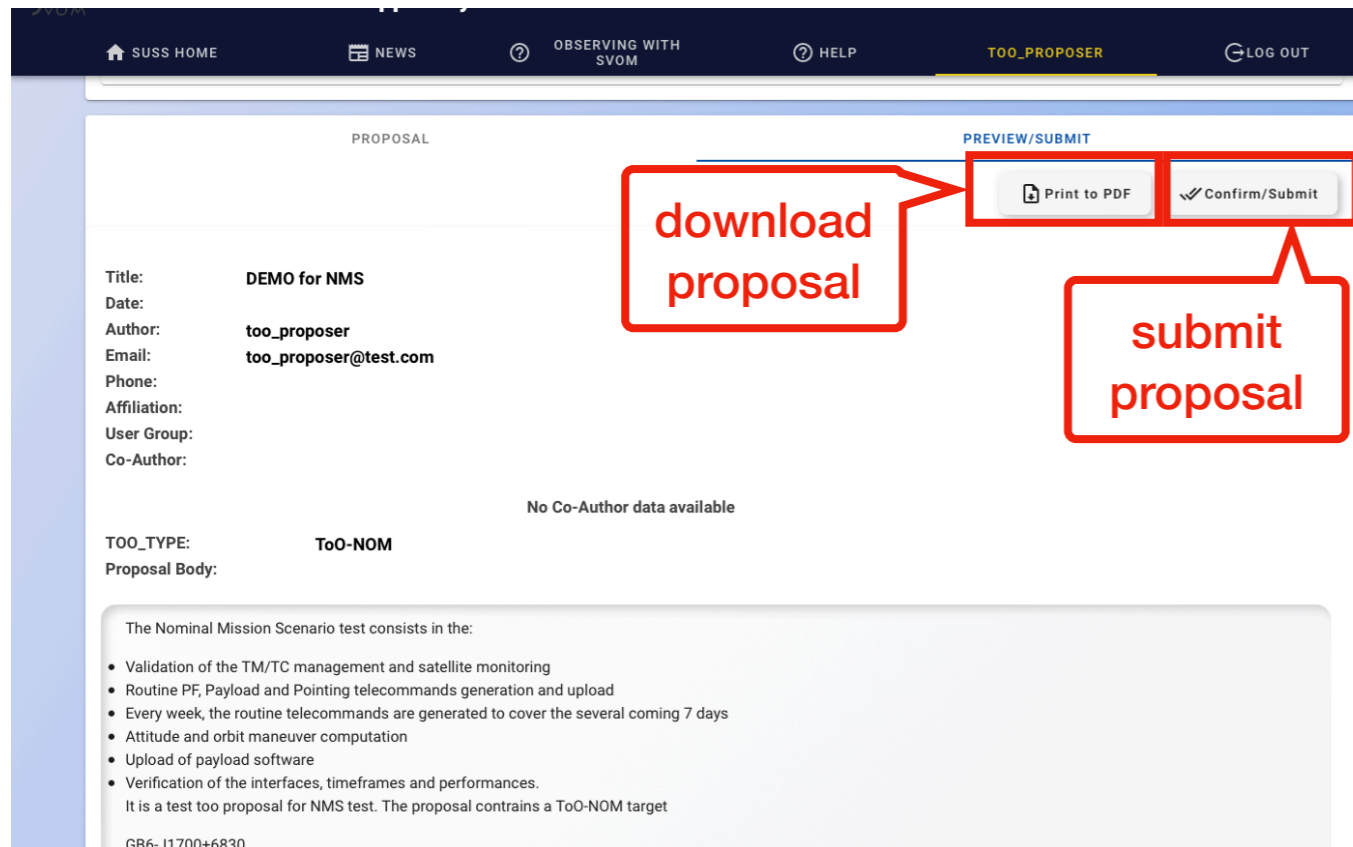 SUSS HOME
NEWS
OBSERVING WITH
SVOM
HELP
TOO_PROPOSER
LOG OUT
PROPOSAL
PREVIEW/SUBMIT
Print to PDF
Confirm/Submit
download
proposal
submit
proposal
Title: DEMO for NMS
Date:
Author: too_proposer
Email: too_proposer@test.com
Phone:
Affiliation:
User Group:
Co-Author:
No Co-Author data available
TOO_TYPE: ToO-NOM
Proposal Body:
The Nominal Mission Scenario test consists in the:
• Validation of the TM/TC management and satellite monitoring
• Routine PF, Payload and Pointing telecommands generation and upload
• Every week, the routine telecommands are generated to cover the several coming 7 days
• Attitude and orbit maneuver computation
• Upload of payload software
• Verification of the interfaces, timeframes and performances.
It is a test too proposal for NMS test. The proposal contrains a ToO-NOM target
GB6-J1700+6830